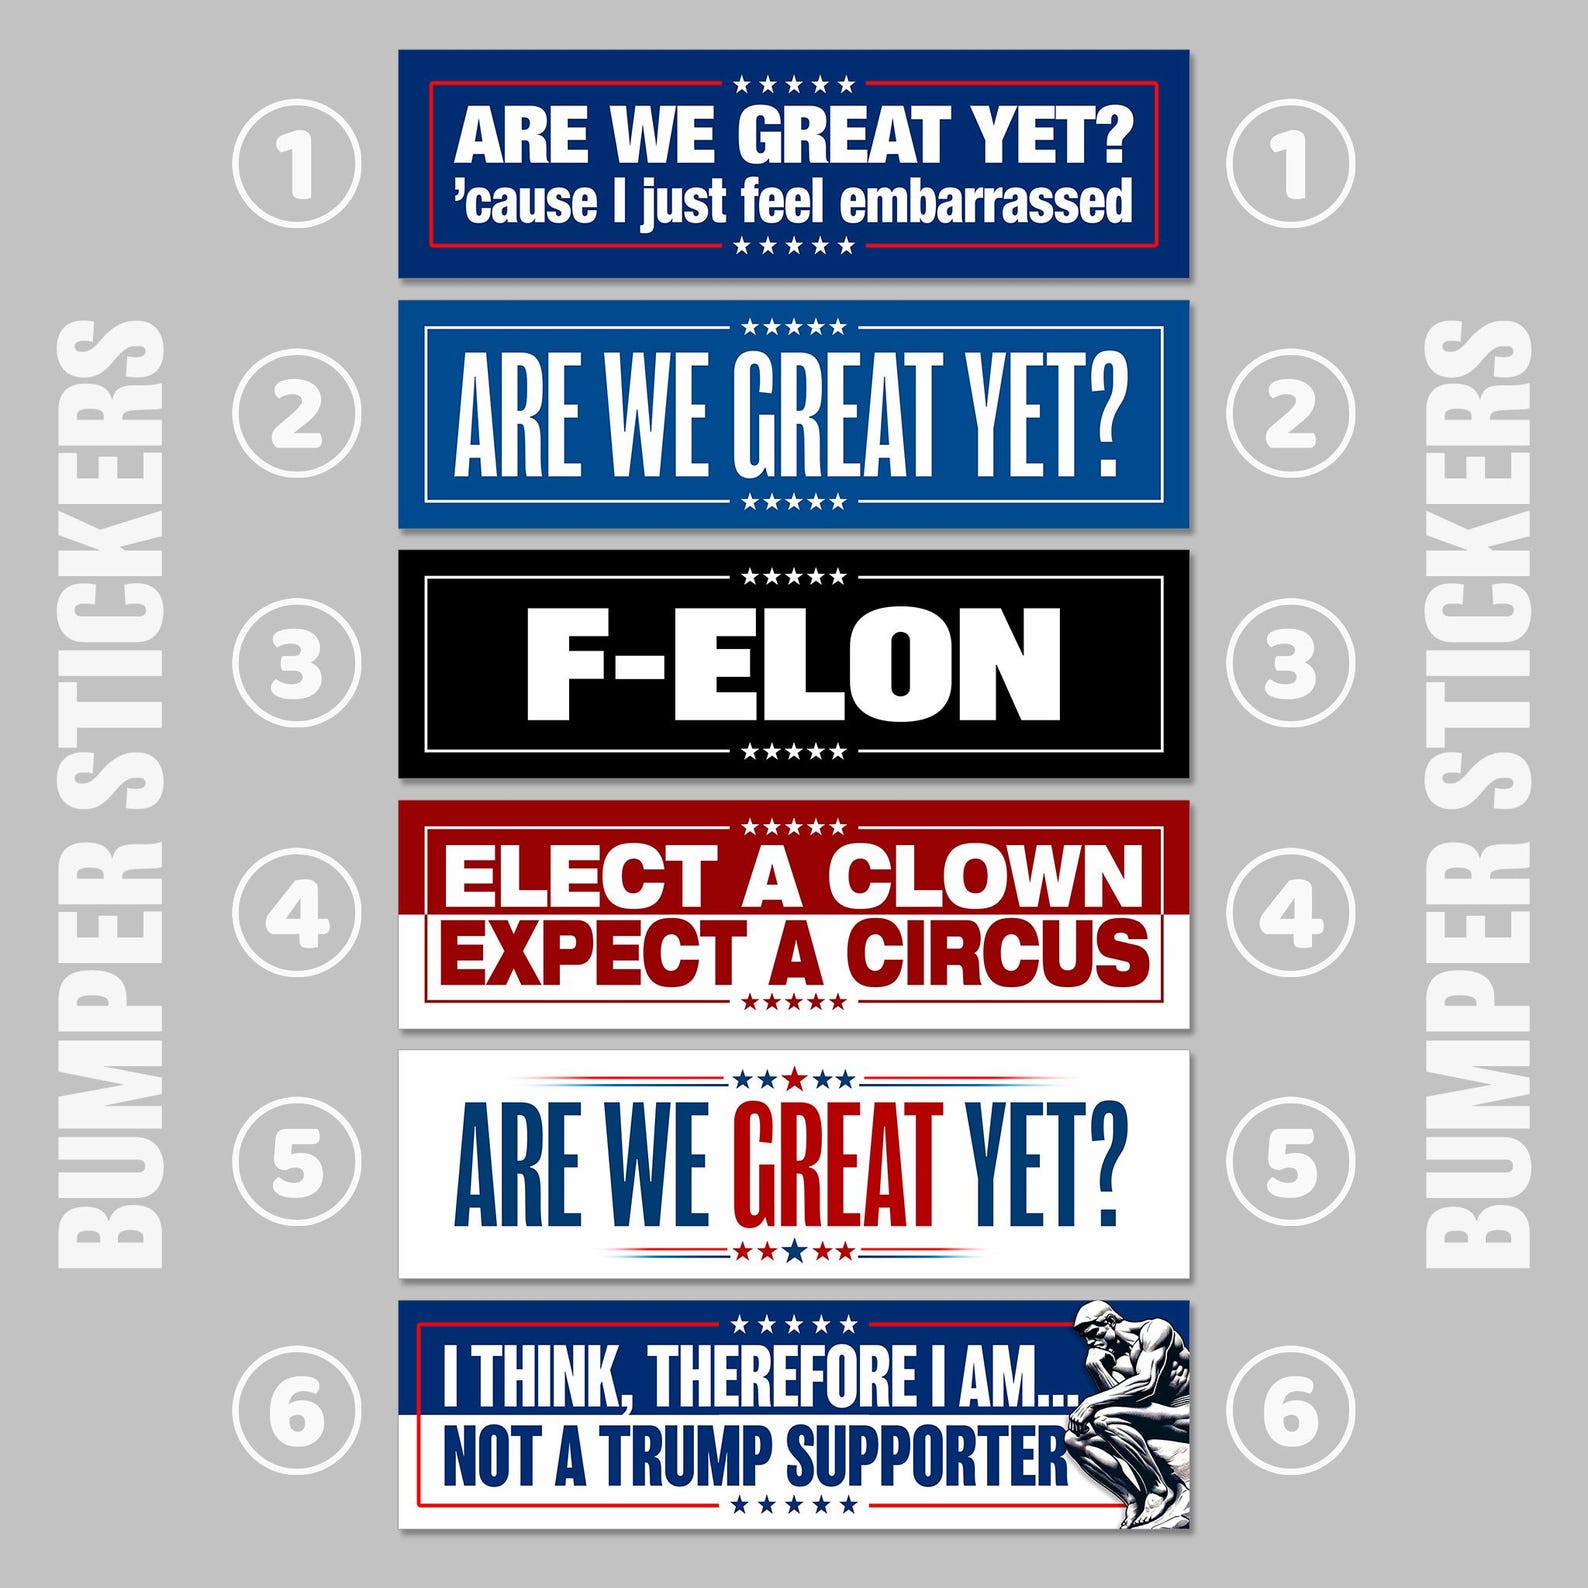 BUMPER STICKERS
1
ARE WE GREAT YET?
'cause I just feel embarrassed
1
2
ARE WE GREAT YET?
2
3
F-ELON
3
4
ELECT A CLOWN
EXPECT A CIRCUS
4
5
ARE WE GREAT YET?
5
6
I THINK, THEREFORE I AM...
NOT A TRUMP SUPPORTER
6
BUMPER STICKERS